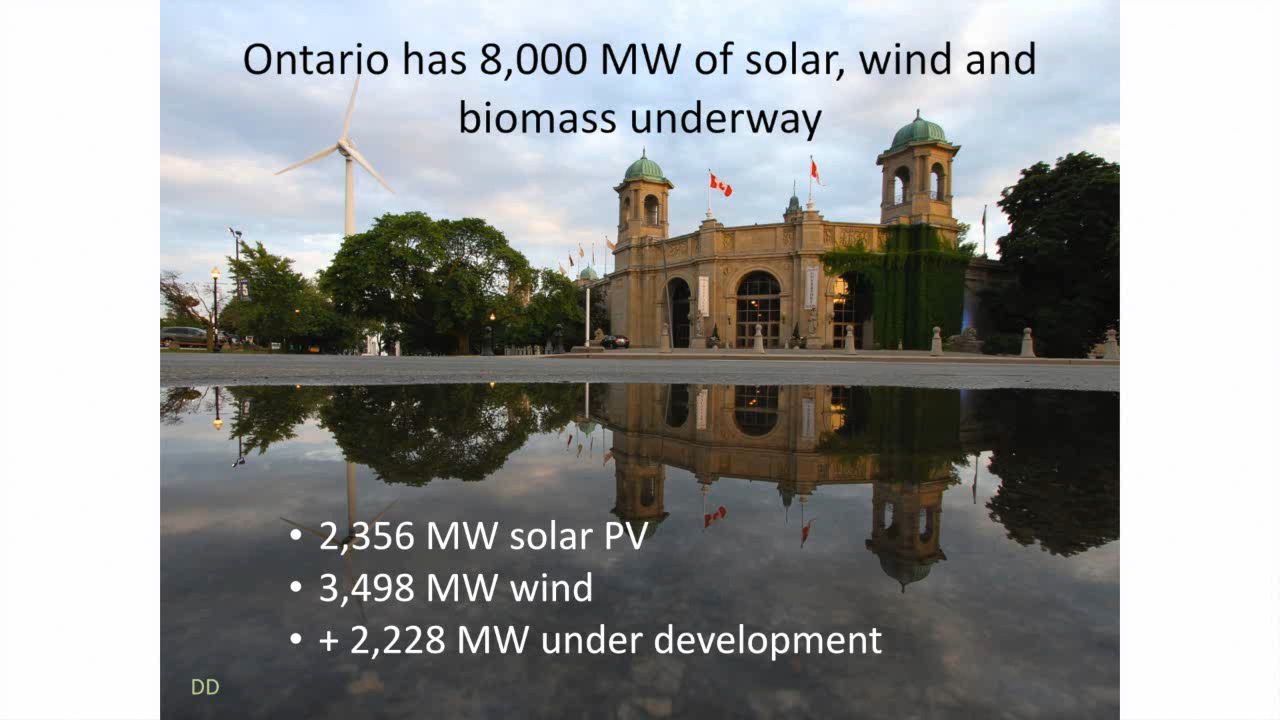 Ontario has 8,000 MW of solar, wind and
biomass underway
• 2,356 MW solar PV
• 3,498 MW wind
• + 2,228 MW under development
DD